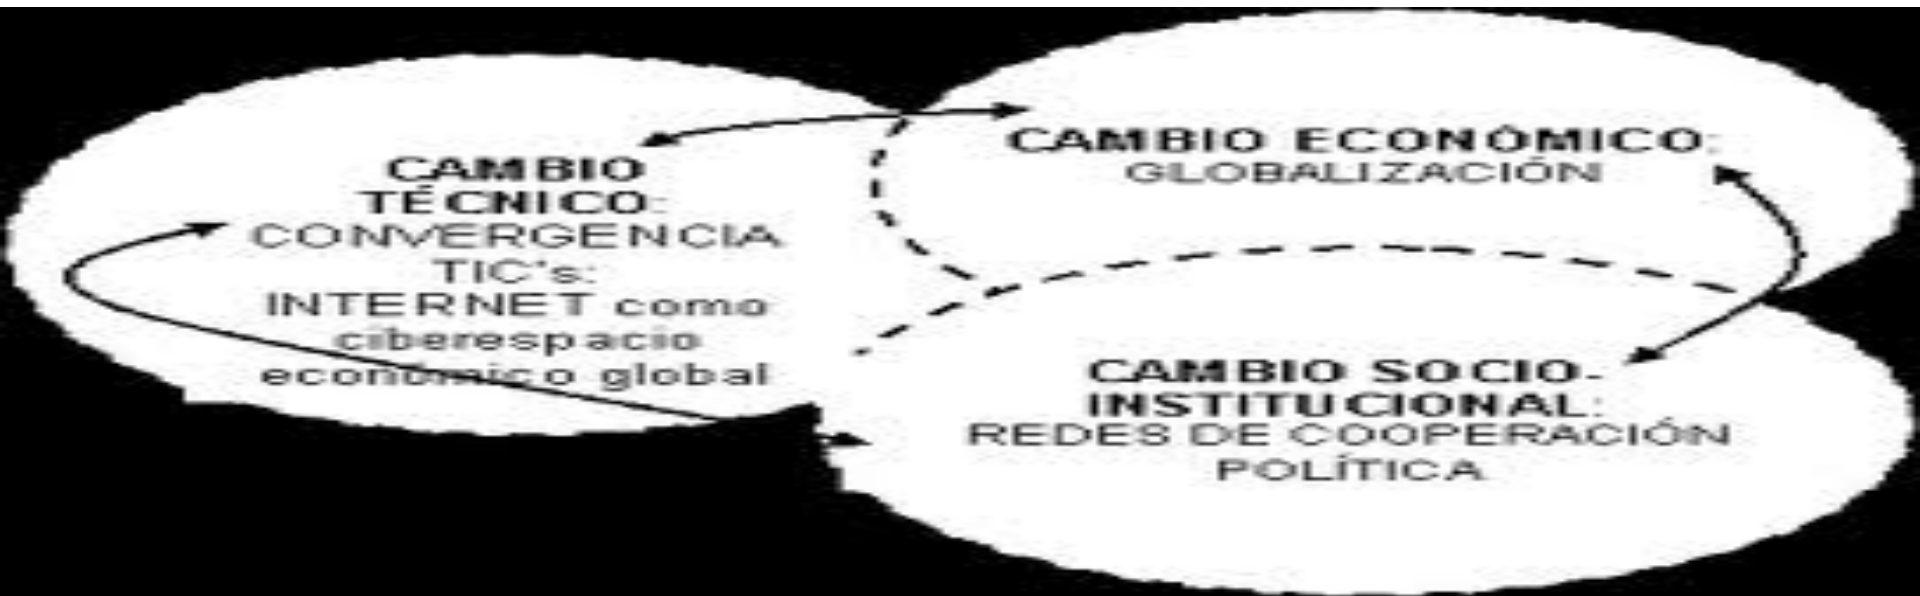 CAMBIO
TÉCNICO:
CONVERGENCIA
TIC's:
INTERNET como
ciberespacio
económico global
CAMBIO ECONÓMICO:
GLOBALIZACIÓN
CAMBIO SOCIO-
INSTITUCIONAL:
REDES DE COOPERACIÓN
POLÍTICA